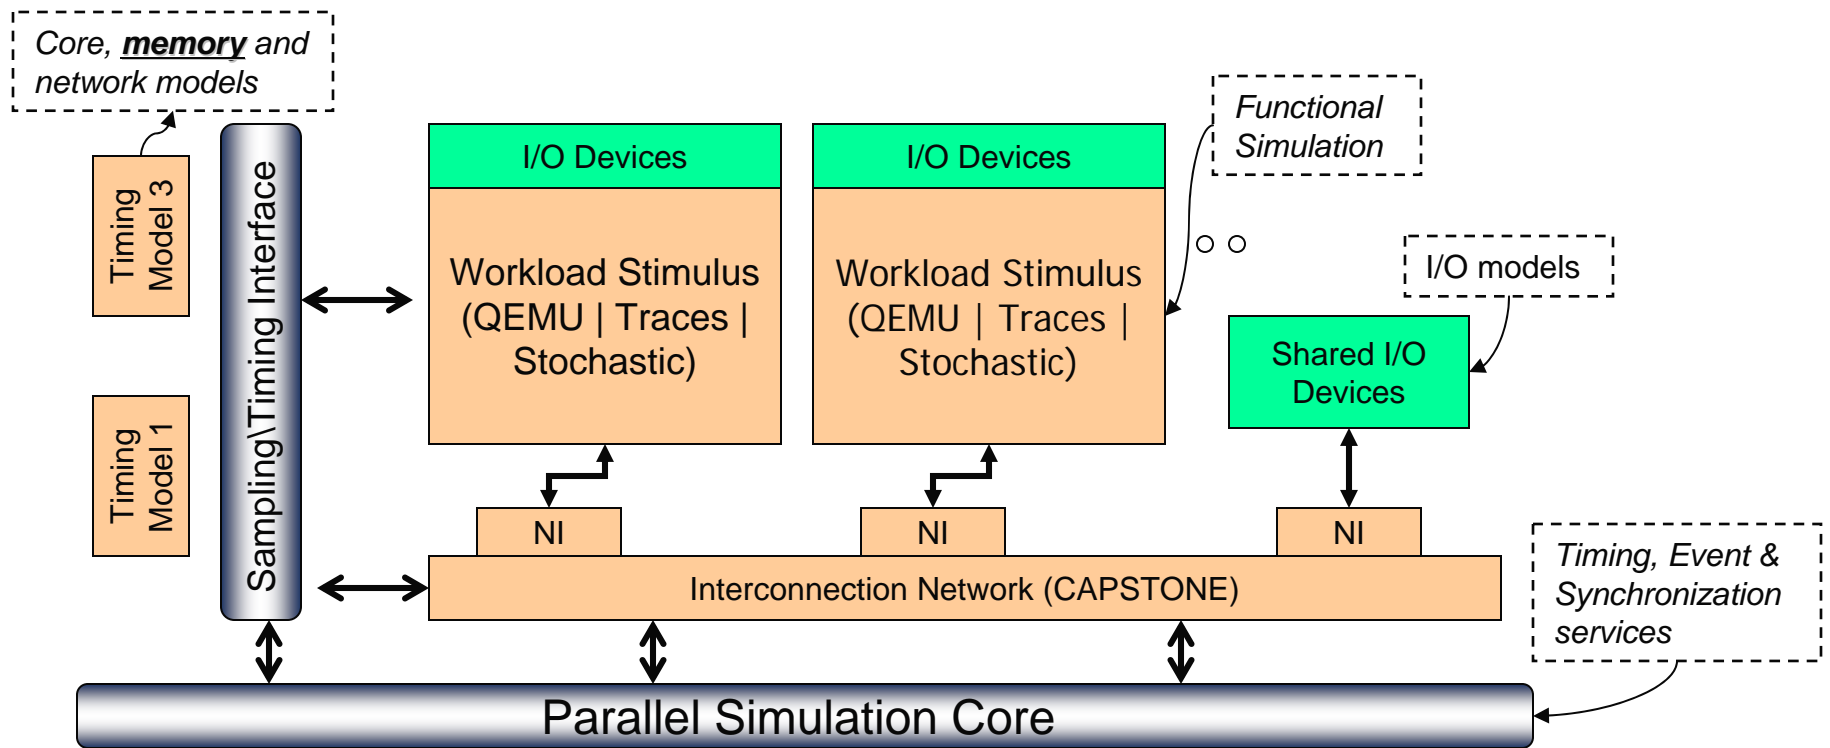 Core, memory and
network models
Timing
Model 3
Timing
Model 1
Sampling\Timing Interface
I/O Devices
Workload Stimulus
(QEMU | Traces |
Stochastic)
I/O Devices
Workload Stimulus
(QEMU | Traces |
Stochastic)
Functional
Simulation
I/O models
Shared I/O
Devices
NI
NI
NI
Interconnection Network (CAPSTONE)
Timing, Event &
Synchronization
services
Parallel Simulation Core